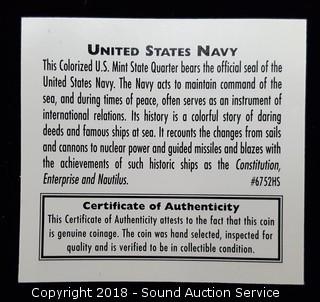 UNITED STATES NAVY
This Colorized U.S. Mint State Quarter bears the official seal of the
United States Navy. The Navy acts to maintain command of the
sea, and during times of peace, often serves as an instrument of
international relations. Its history is a colorful story of daring
deeds and famous ships at sea. It recounts the changes from sails
and cannons to nuclear power and guided missiles and blazes with
the achievements of such historic ships as the Constitution,
Enterprise and Nautilus. #6752HS
Certificate of Authenticity
This Certificate of Authenticity attests to the fact that this coin
is genuine coinage. The coin was hand selected, inspected for
quality and is verified to be in collectible condition.
Copyright 2018 - Sound Auction Service